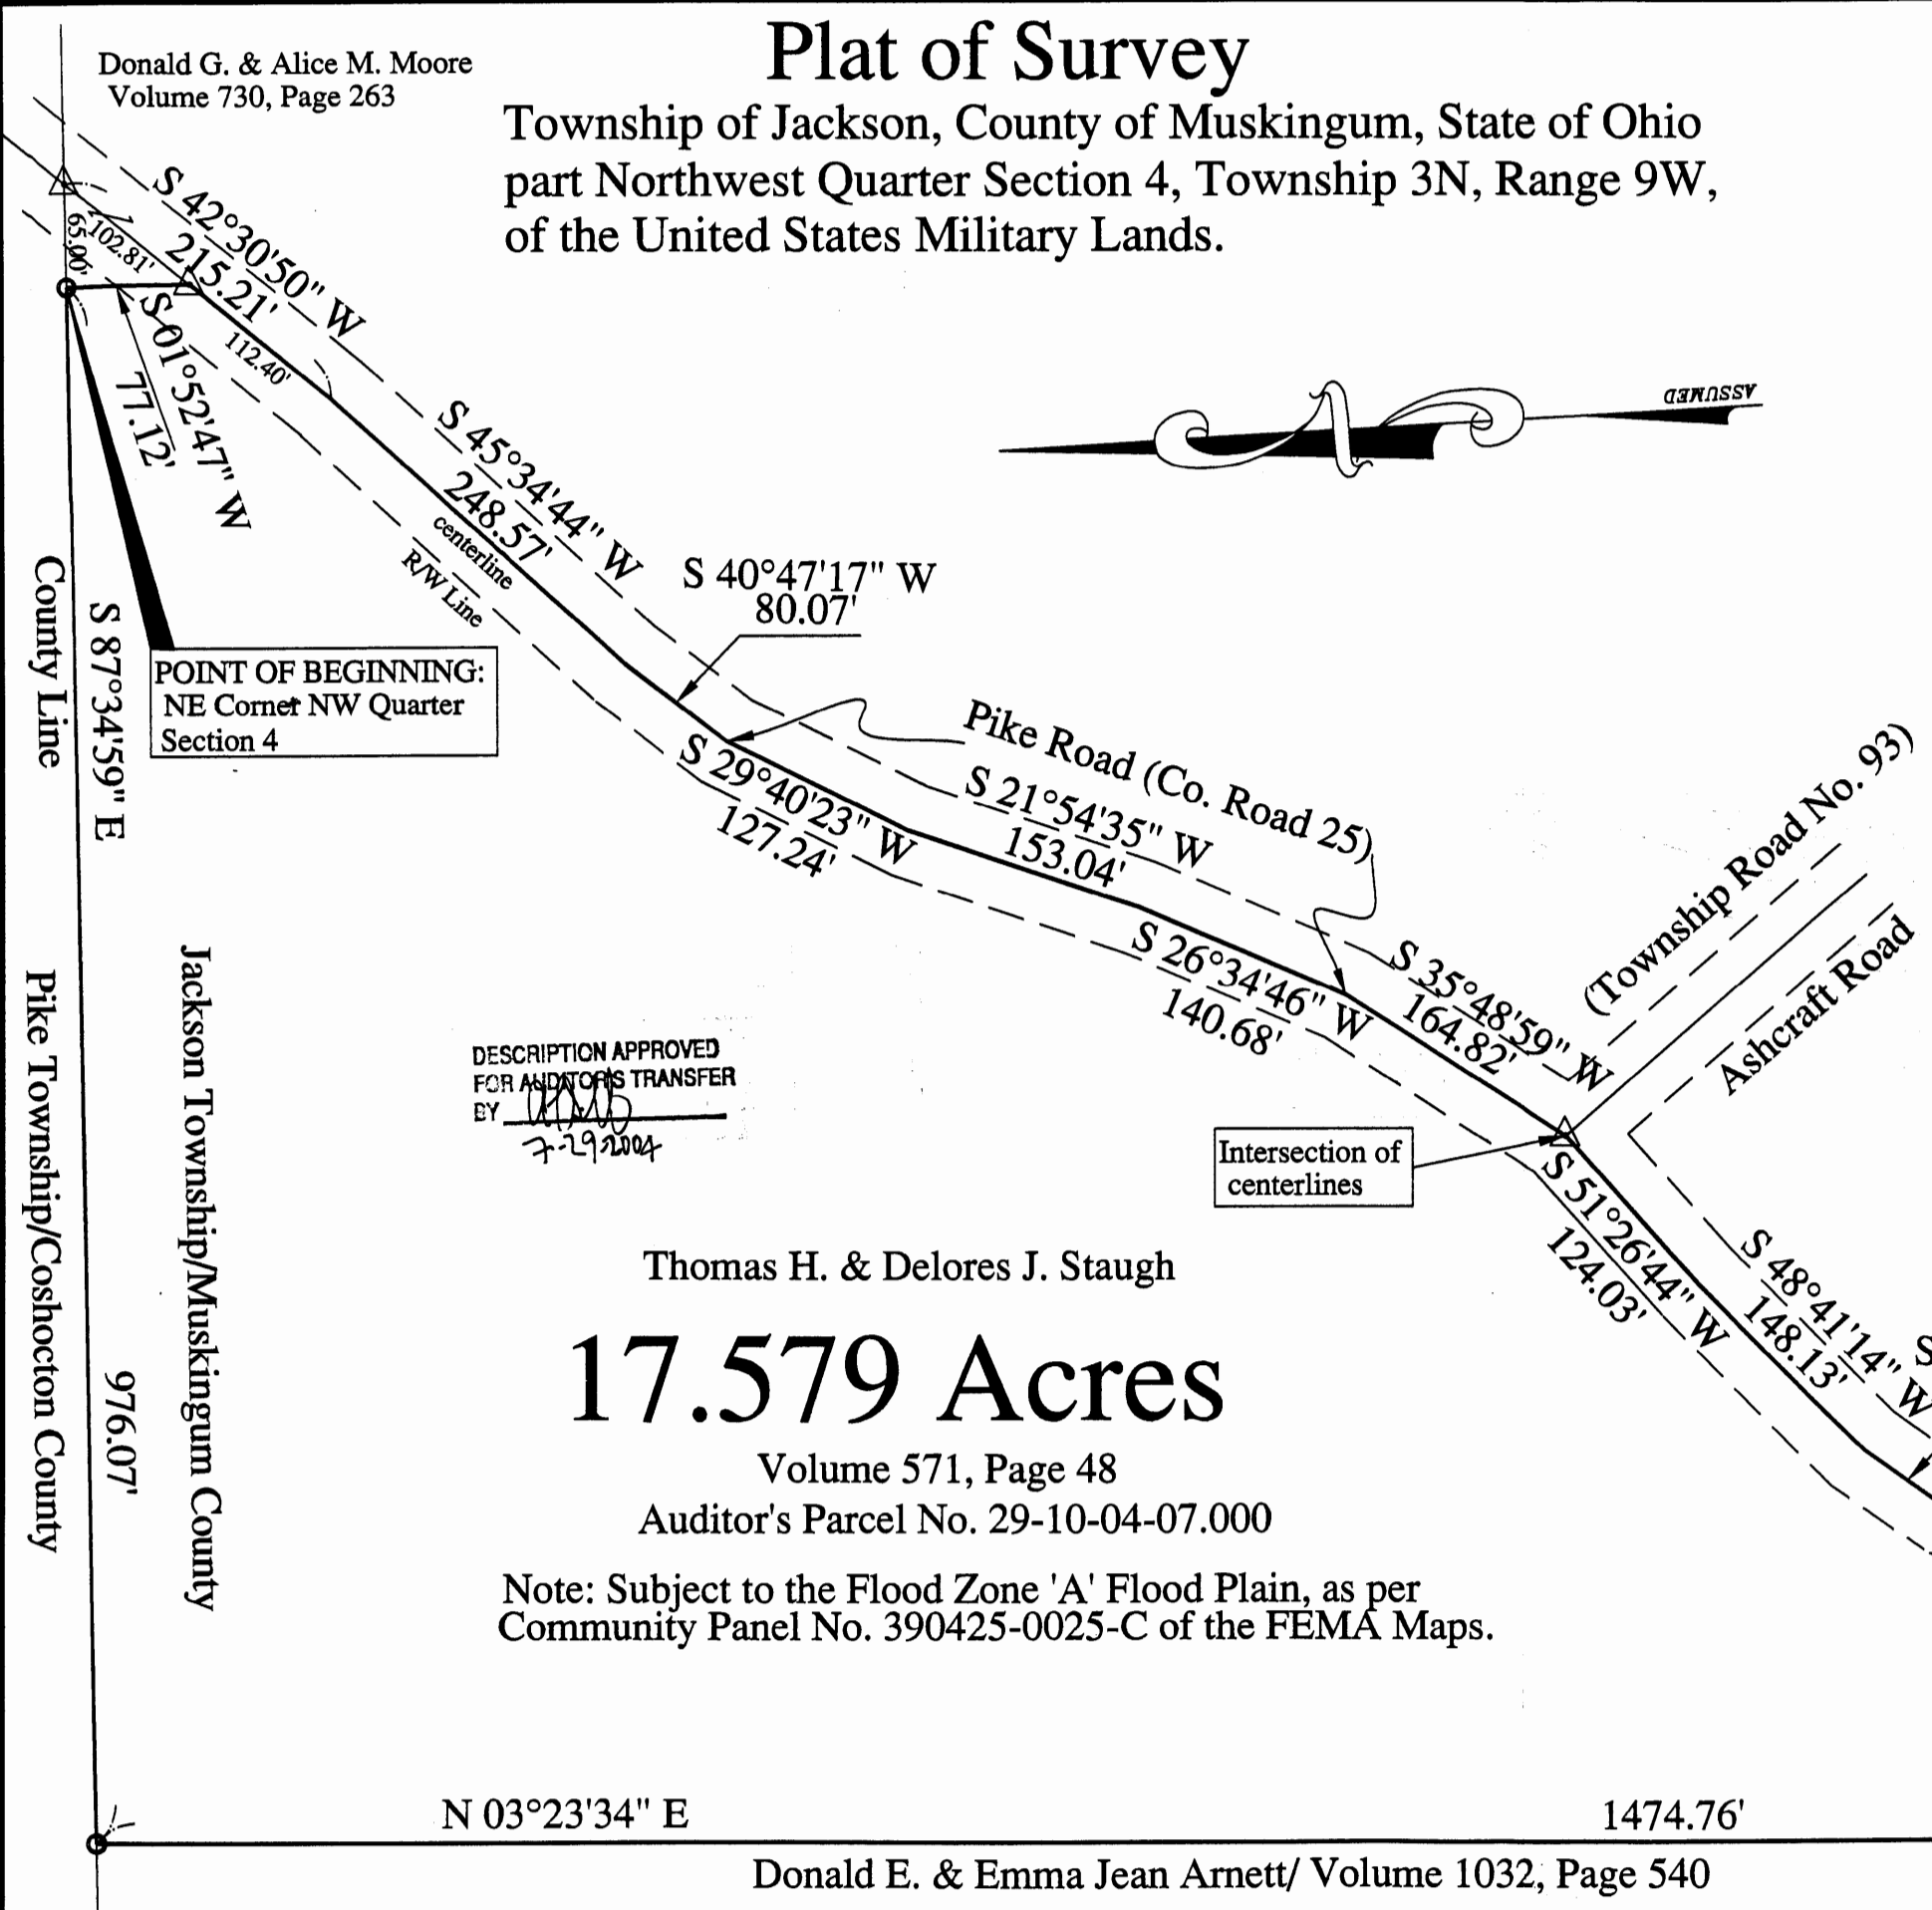 Plat of Survey
Township of Jackson, County of Muskingum, State of Ohio
part Northwest Quarter Section 4, Township 3N, Range 9W,
of the United States Military Lands.
Donald G. & Alice M. Moore
Volume 730, Page 263
S 42°30'50" W
215.21'
102.81'
65.00'
112.40'
S 01°52'47" W
77.12'
ASSUMED
N
S 45°34'44" W
248.57'
centerline
R/W Line
S 40°47'17" W
80.07'
POINT OF BEGINNING:
NE Corner NW Quarter
Section 4
County Line
S 87°34'59" E
Pike Road (Co. Road 25)
S 29°40'23" W
127.24'
S 21°54'35" W
153.04'
S 26°34'46" W
140.68'
S 35°48'59" W
164.82'
(Township Road No. 93)
Ashcraft Road
Intersection of
centerlines
S 51°26'44" W
124.03'
S 48°41'14" W
148.13'
S
DESCRIPTION APPROVED
FOR AUDITOR'S TRANSFER
BY
7-29-2004
Pike Township/Coshocton County
Jackson Township/Muskingum County
976.07'
Thomas H. & Delores J. Staugh
17.579 Acres
Volume 571, Page 48
Auditor's Parcel No. 29-10-04-07.000
Note: Subject to the Flood Zone 'A' Flood Plain, as per
Community Panel No. 390425-0025-C of the FEMA Maps.
N 03°23'34" E
1474.76'
Donald E. & Emma Jean Arnett/ Volume 1032, Page 540